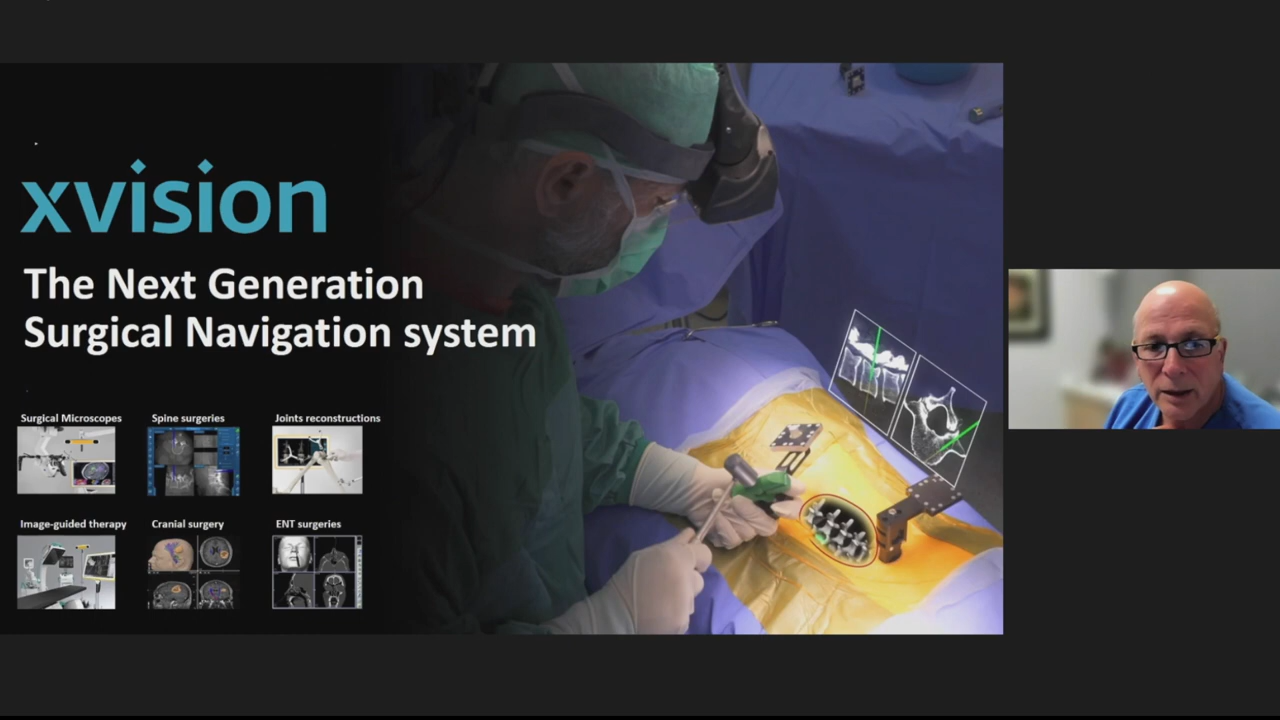 xvision
The Next Generation
Surgical Navigation system
Surgical Microscopes
Spine surgeries
Joints reconstructions
Image-guided therapy
Cranial surgery
ENT surgeries